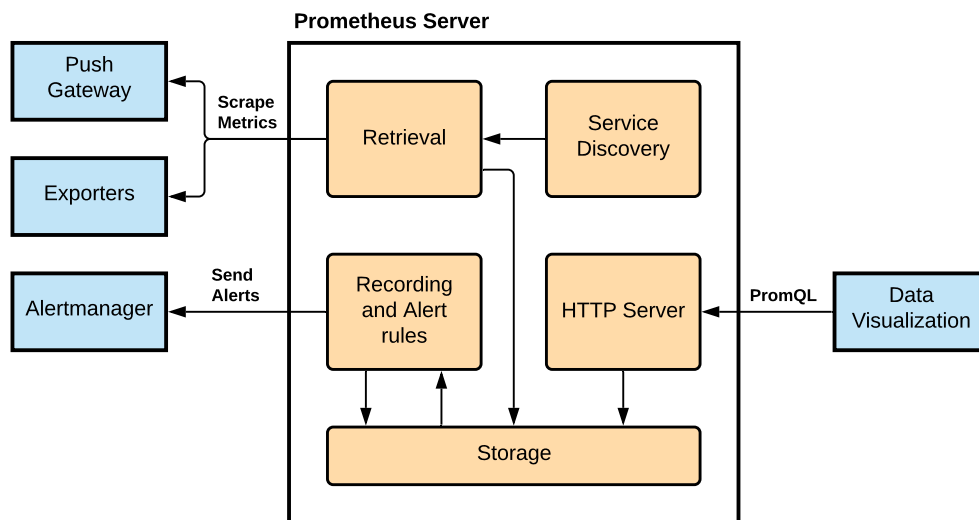 Prometheus Server
Push
Gateway
Scrape
Metrics
Retrieval
Service
Discovery
Exporters
Send
Alerts
Alertmanager
Recording
and Alert
rules
HTTP Server
PromQL
Data
Visualization
Storage